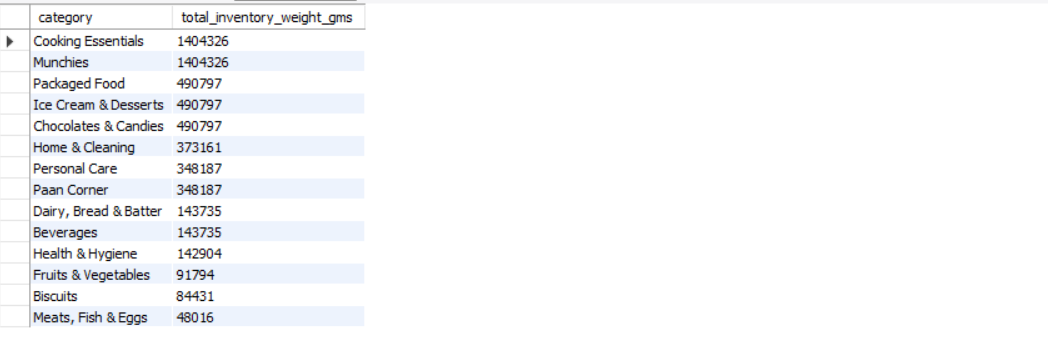 category total_inventory_weight_gms
Cooking Essentials 1404326
Munchies 1404326
Packaged Food 490797
Ice Cream & Desserts 490797
Chocolates & Candies 490797
Home & Cleaning 373161
Personal Care 348187
Paan Corner 348187
Dairy, Bread & Batter 143735
Beverages 143735
Health & Hygiene 142904
Fruits & Vegetables 91794
Biscuits 84431
Meats, Fish & Eggs 48016